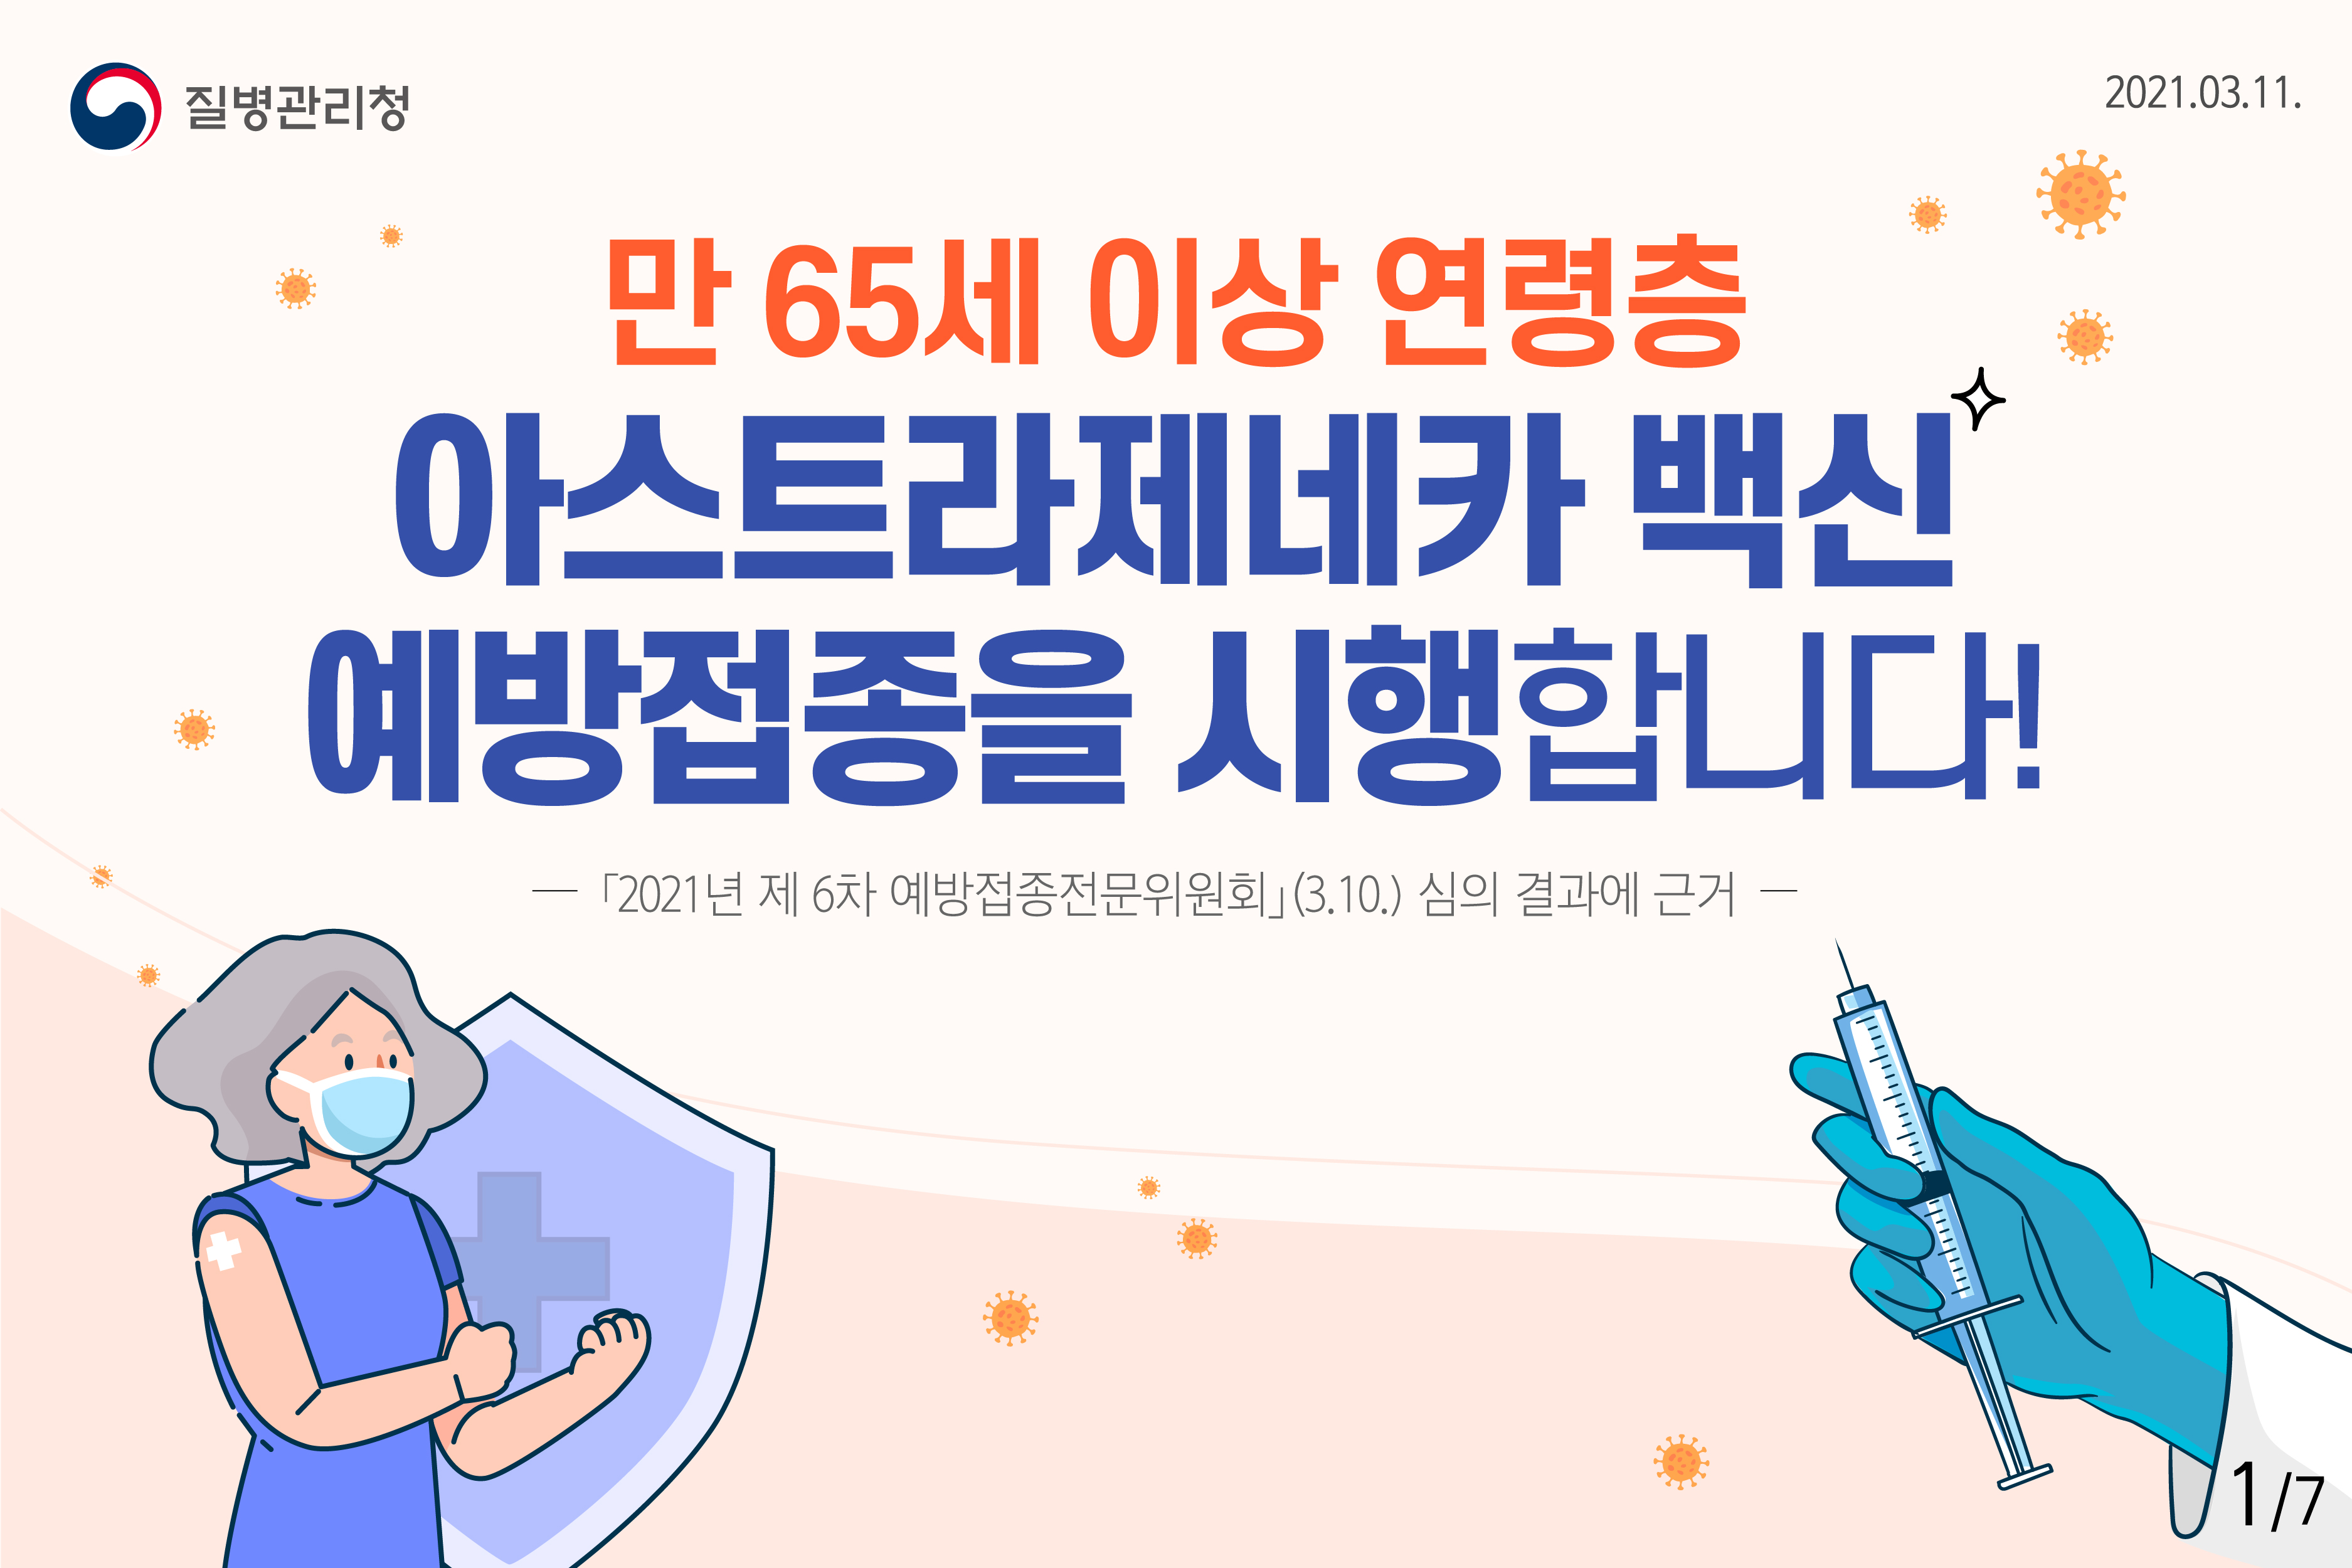 질병관리청
2021.03.11.
만 65세 이상 연령층
아스트라제네카 백신
예방접종을 시행합니다!
― 「2021년 제 6차 예방접종전문위원회」(3.10.) 심의 결과에 근거 ―
1/7